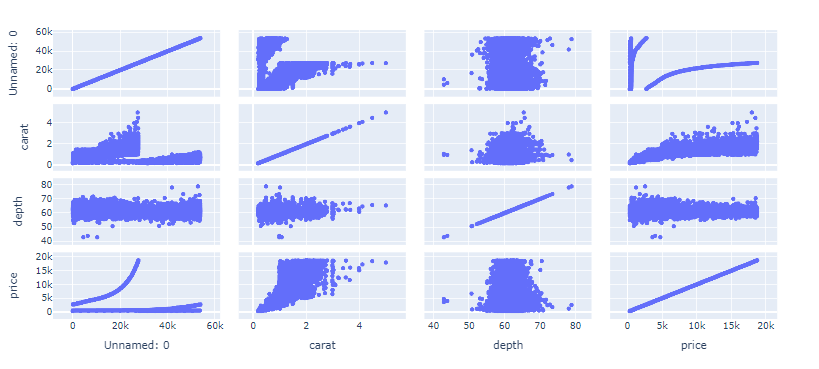 Unnamed: 0
60k
40k
20k
0
carat
4
2
0
depth
80
70
60
50
40
price
20k
15k
10k
5k
0
0 20k 40k 60k 0 2 4 40 50 60 70 80 0 5k 10k 15k 20k
Unnamed: 0 carat depth price